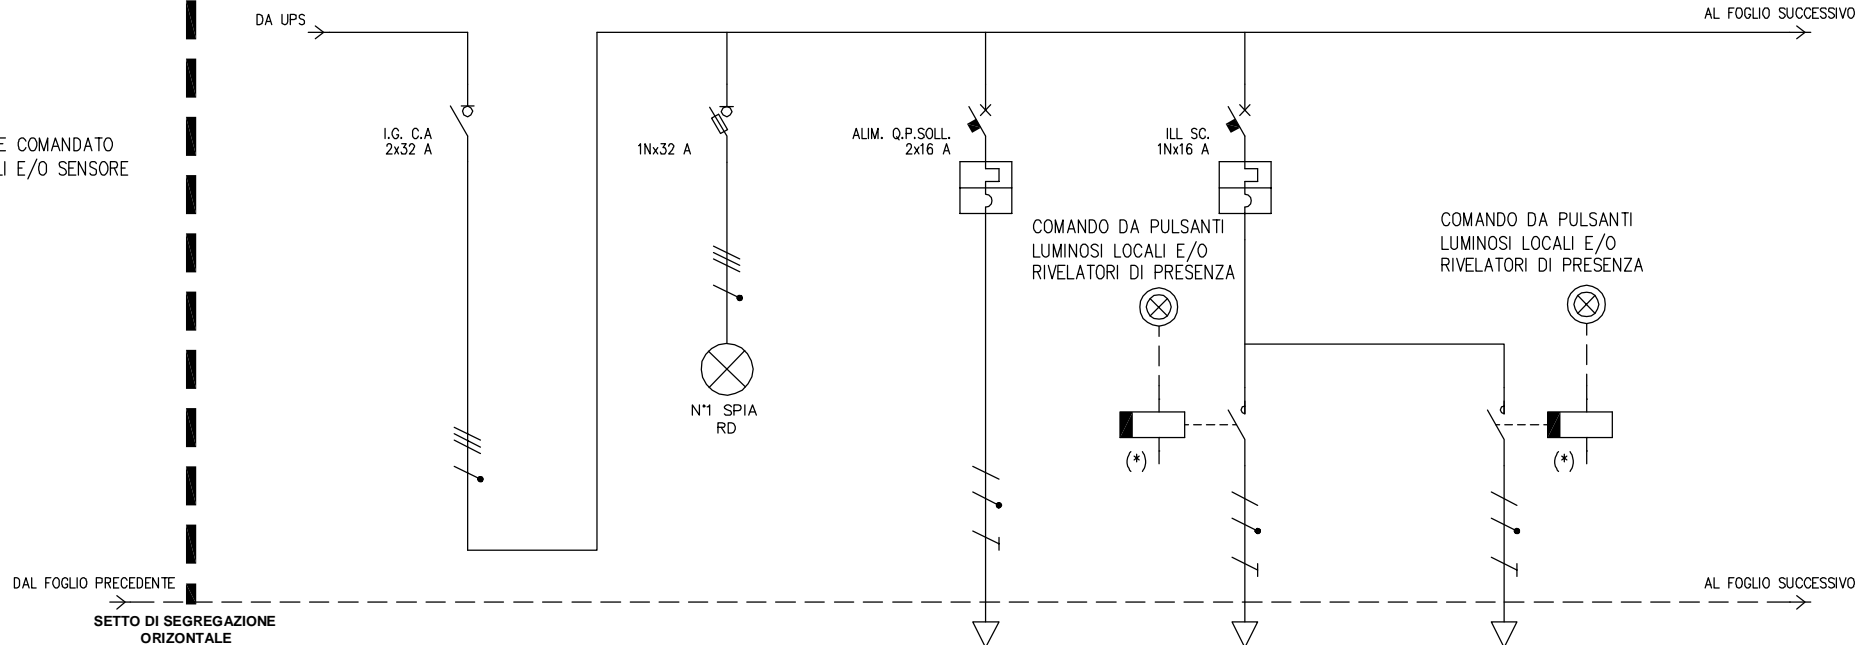 DA UPS
AL FOGLIO SUCCESSIVO
E COMANDATO
LI E/O SENSORE
I.G. C.A
2x32 A
1Nx32 A
ALIM. Q.P.SOLL.
2x16 A
ILL SC.
1Nx16 A
COMANDO DA PULSANTI
LUMINOSI LOCALI E/O
RIVELATORI DI PRESENZA
COMANDO DA PULSANTI
LUMINOSI LOCALI E/O
RIVELATORI DI PRESENZA
N°1 SPIA
RD
(*)
(*)
DAL FOGLIO PRECEDENTE
AL FOGLIO SUCCESSIVO
SETTO DI SEGREGAZIONE
ORIZONTALE